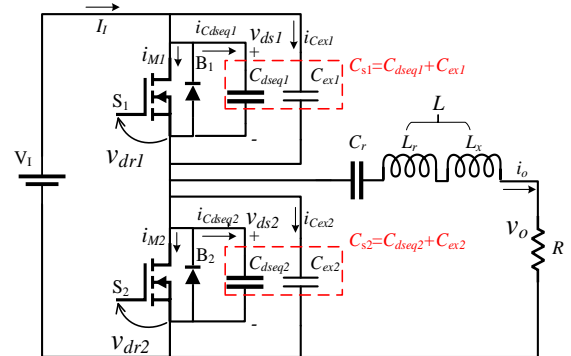 I_I
i_Cdseq1
v_ds1
i_Cex1
i_M1
+
B_1
C_dseq1
C_ex1
C_s1=C_dseq1+C_ex1
S_1
v_dr1
-
V_I
L
C_r
L_r
L_x
i_o
i_Cdseq2
v_ds2
i_Cex2
i_M2
+
B_2
C_dseq2
C_ex2
C_s2=C_dseq2+C_ex2
v_o
R
S_2
v_dr2
-